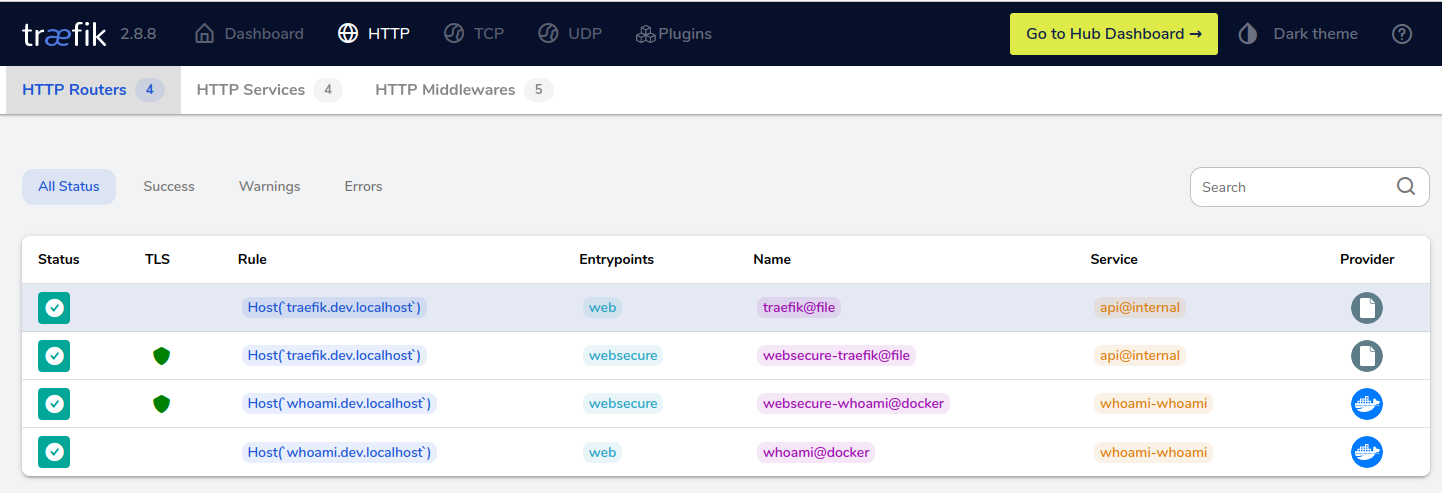 træfik 2.8.8 Dashboard HTTP TCP UDP Plugins Go to Hub Dashboard → Dark theme
HTTP Routers 4 HTTP Services 4 HTTP Middlewares 5
All Status Success Warnings Errors Search
Status TLS Rule Entrypoints Name Service Provider
Host(`traefik.dev.localhost`) web traefik@file api@internal
Host(`traefik.dev.localhost`) websecure websecure-traefik@file api@internal
Host(`whoami.dev.localhost`) websecure websecure-whoami@docker whoami-whoami
Host(`whoami.dev.localhost`) web whoami@docker whoami-whoami